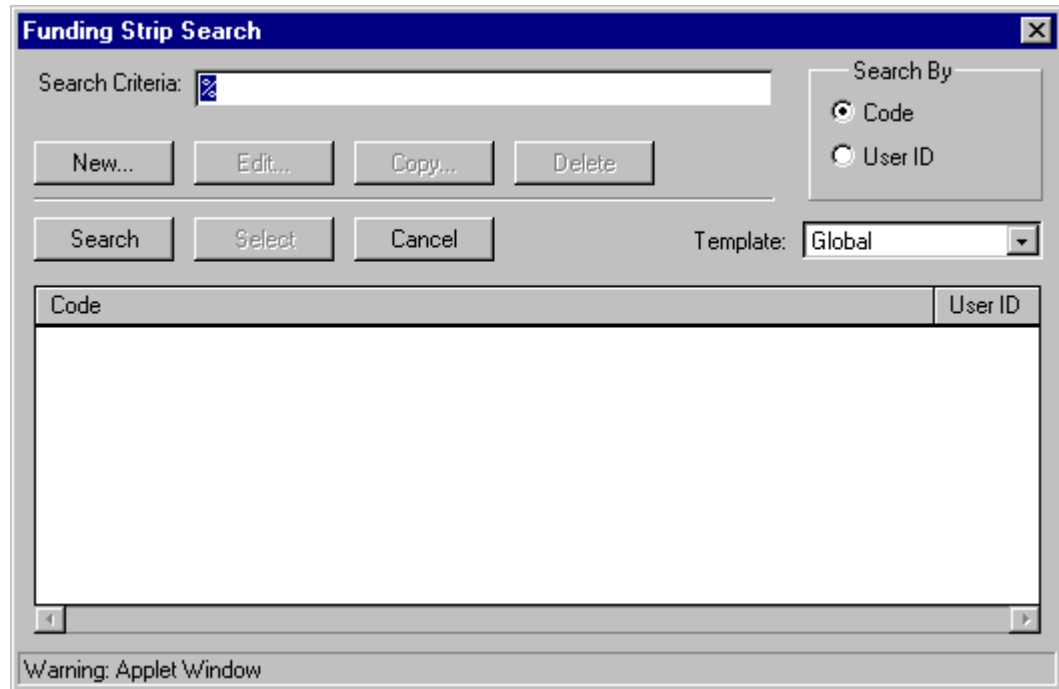 Funding Strip Search
Search Criteria: %
Search By
Code
User ID
New... Edit... Copy... Delete
Search Select Cancel Template: Global
Code User ID
Warning: Applet Window